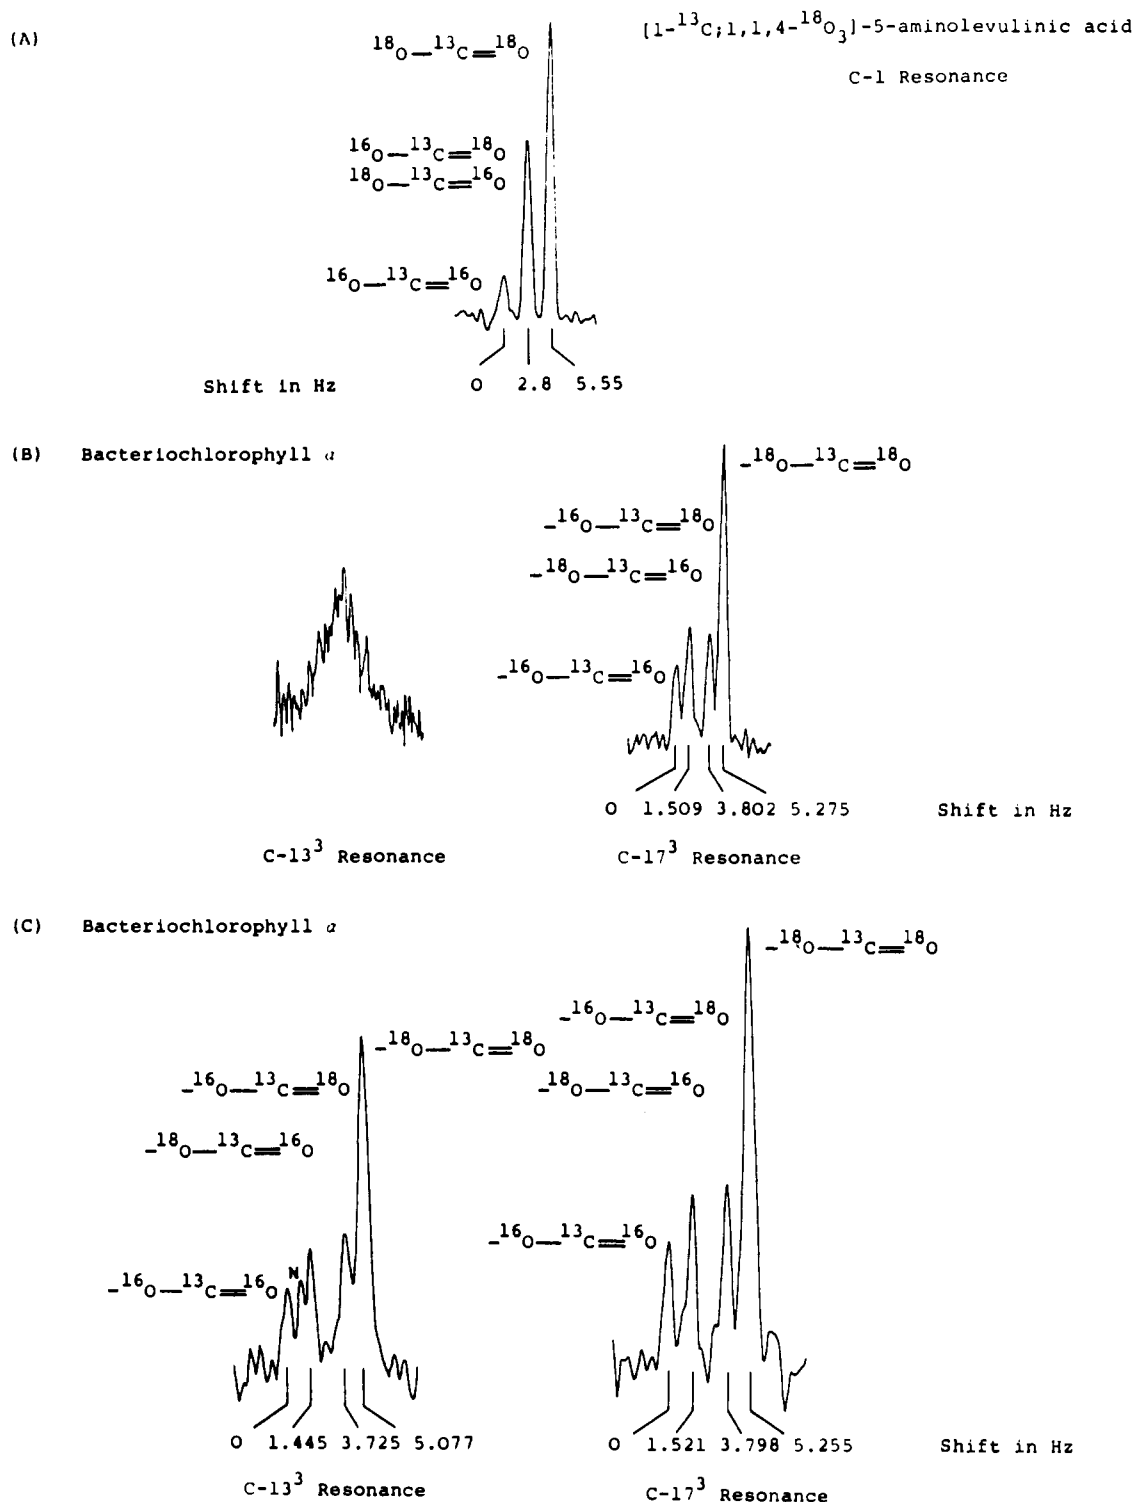 (A)
[1-¹³C;1,1,4-¹⁸O₃]-5-aminolevulinic acid
C-1 Resonance
¹⁸O—¹³C═¹⁸O
¹⁶O—¹³C═¹⁸O
¹⁸O—¹³C═¹⁶O
¹⁶O—¹³C═¹⁶O
Shift in Hz 0 2.8 5.55
(B) Bacteriochlorophyll a
-¹⁸O—¹³C═¹⁸O
-¹⁶O—¹³C═¹⁸O
-¹⁸O—¹³C═¹⁶O
-¹⁶O—¹³C═¹⁶O
0 1.509 3.802 5.275 Shift in Hz
C-13³ Resonance
C-17³ Resonance
(C) Bacteriochlorophyll a
-¹⁸O—¹³C═¹⁸O
-¹⁶O—¹³C═¹⁸O
-¹⁸O—¹³C═¹⁶O
-¹⁶O—¹³C═¹⁶O
N
0 1.445 3.725 5.077
C-13³ Resonance
-¹⁸O—¹³C═¹⁸O
-¹⁶O—¹³C═¹⁸O
-¹⁸O—¹³C═¹⁶O
-¹⁶O—¹³C═¹⁶O
0 1.521 3.798 5.255 Shift in Hz
C-17³ Resonance